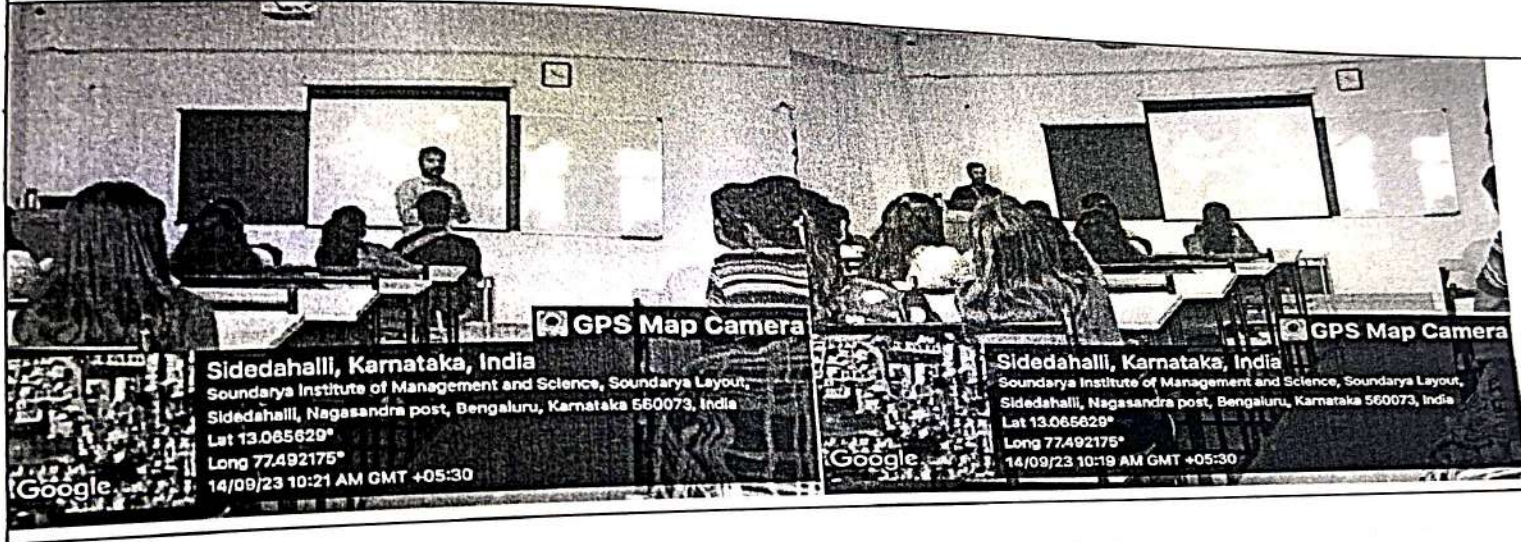 GPS Map Camera
Sidedahalli, Karnataka, India
Soundarya Institute of Management and Science, Soundarya Layout,
Sidedahalli, Nagasandra post, Bengaluru, Karnataka 560073, India
Lat 13.065629°
Long 77.492175°
14/09/23 10:21 AM GMT +05:30
Google
GPS Map Camera
Sidedahalli, Karnataka, India
Soundarya Institute of Management and Science, Soundarya Layout,
Sidedahalli, Nagasandra post, Bengaluru, Karnataka 560073, India
Lat 13.065629°
Long 77.492175°
14/09/23 10:19 AM GMT +05:30
Google